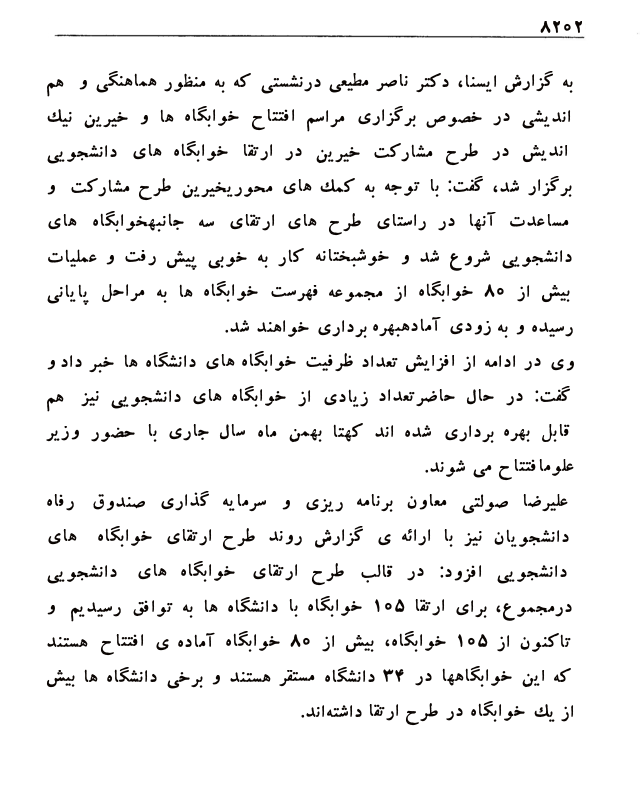 ۸۲۰۲
به گزارش ایسنا، دکتر ناصر مطیعی درنشستی که به منظور هماهنگی و هم
اندیشی در خصوص برگزاری مراسم افتتاح خوابگاه ها و خیرین نیك
اندیش در طرح مشارکت خیرین در ارتقا خوابگاه های دانشجویی
برگزار شد، گفت: با توجه به کمك های محوریخیرین طرح مشارکت و
مساعدت آنها در راستای طرح های ارتقای سه جانبهخوابگاه های
دانشجویی شروع شد و خوشبختانه کار به خوبی پیش رفت و عملیات
بیش از ۸۰ خوابگاه از مجموعه فهرست خوابگاه ها به مراحل پایانی
رسیده و به زودی آمادهبهره برداری خواهند شد.
وی در ادامه از افزایش تعداد ظرفیت خوابگاه های دانشگاه ها خبر داد و
گفت: در حال حاضرتعداد زیادی از خوابگاه های دانشجویی نیز هم
قابل بهره برداری شده اند کهتا بهمن ماه سال جاری با حضور وزیر
علومافتتاح می شوند.
علیرضا صولتی معاون برنامه ریزی و سرمایه گذاری صندوق رفاه
دانشجویان نیز با ارائه ی گزارش روند طرح ارتقای خوابگاه های
دانشجویی افزود: در قالب طرح ارتقای خوابگاه های دانشجویی
درمجموع، برای ارتقا ۱۰۵ خوابگاه با دانشگاه ها به توافق رسیدیم و
تاکنون از ۱۰۵ خوابگاه، بیش از ۸۰ خوابگاه آماده ی افتتاح هستند
که این خوابگاهها در ۳۴ دانشگاه مستقر هستند و برخی دانشگاه ها بیش
از یك خوابگاه در طرح ارتقا داشته‌اند.